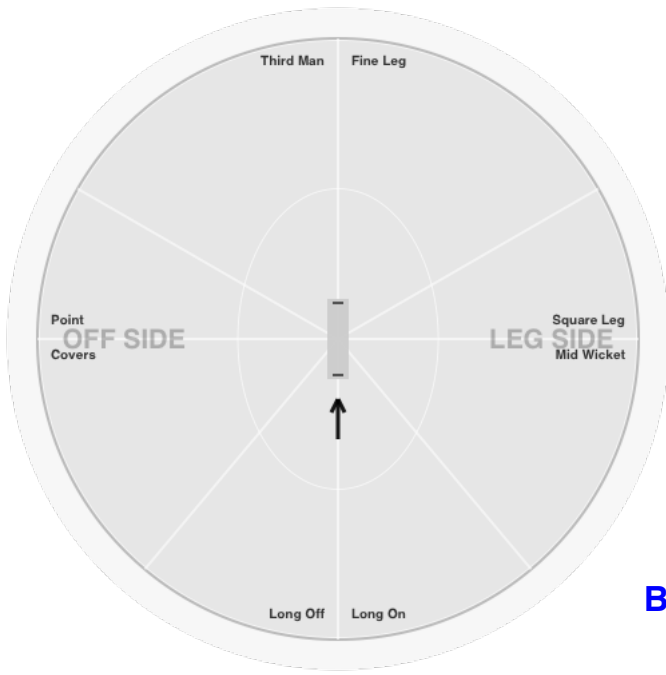 Third Man
Fine Leg
Point
Square Leg
OFF SIDE
LEG SIDE
Covers
Mid Wicket
B
Long Off
Long On